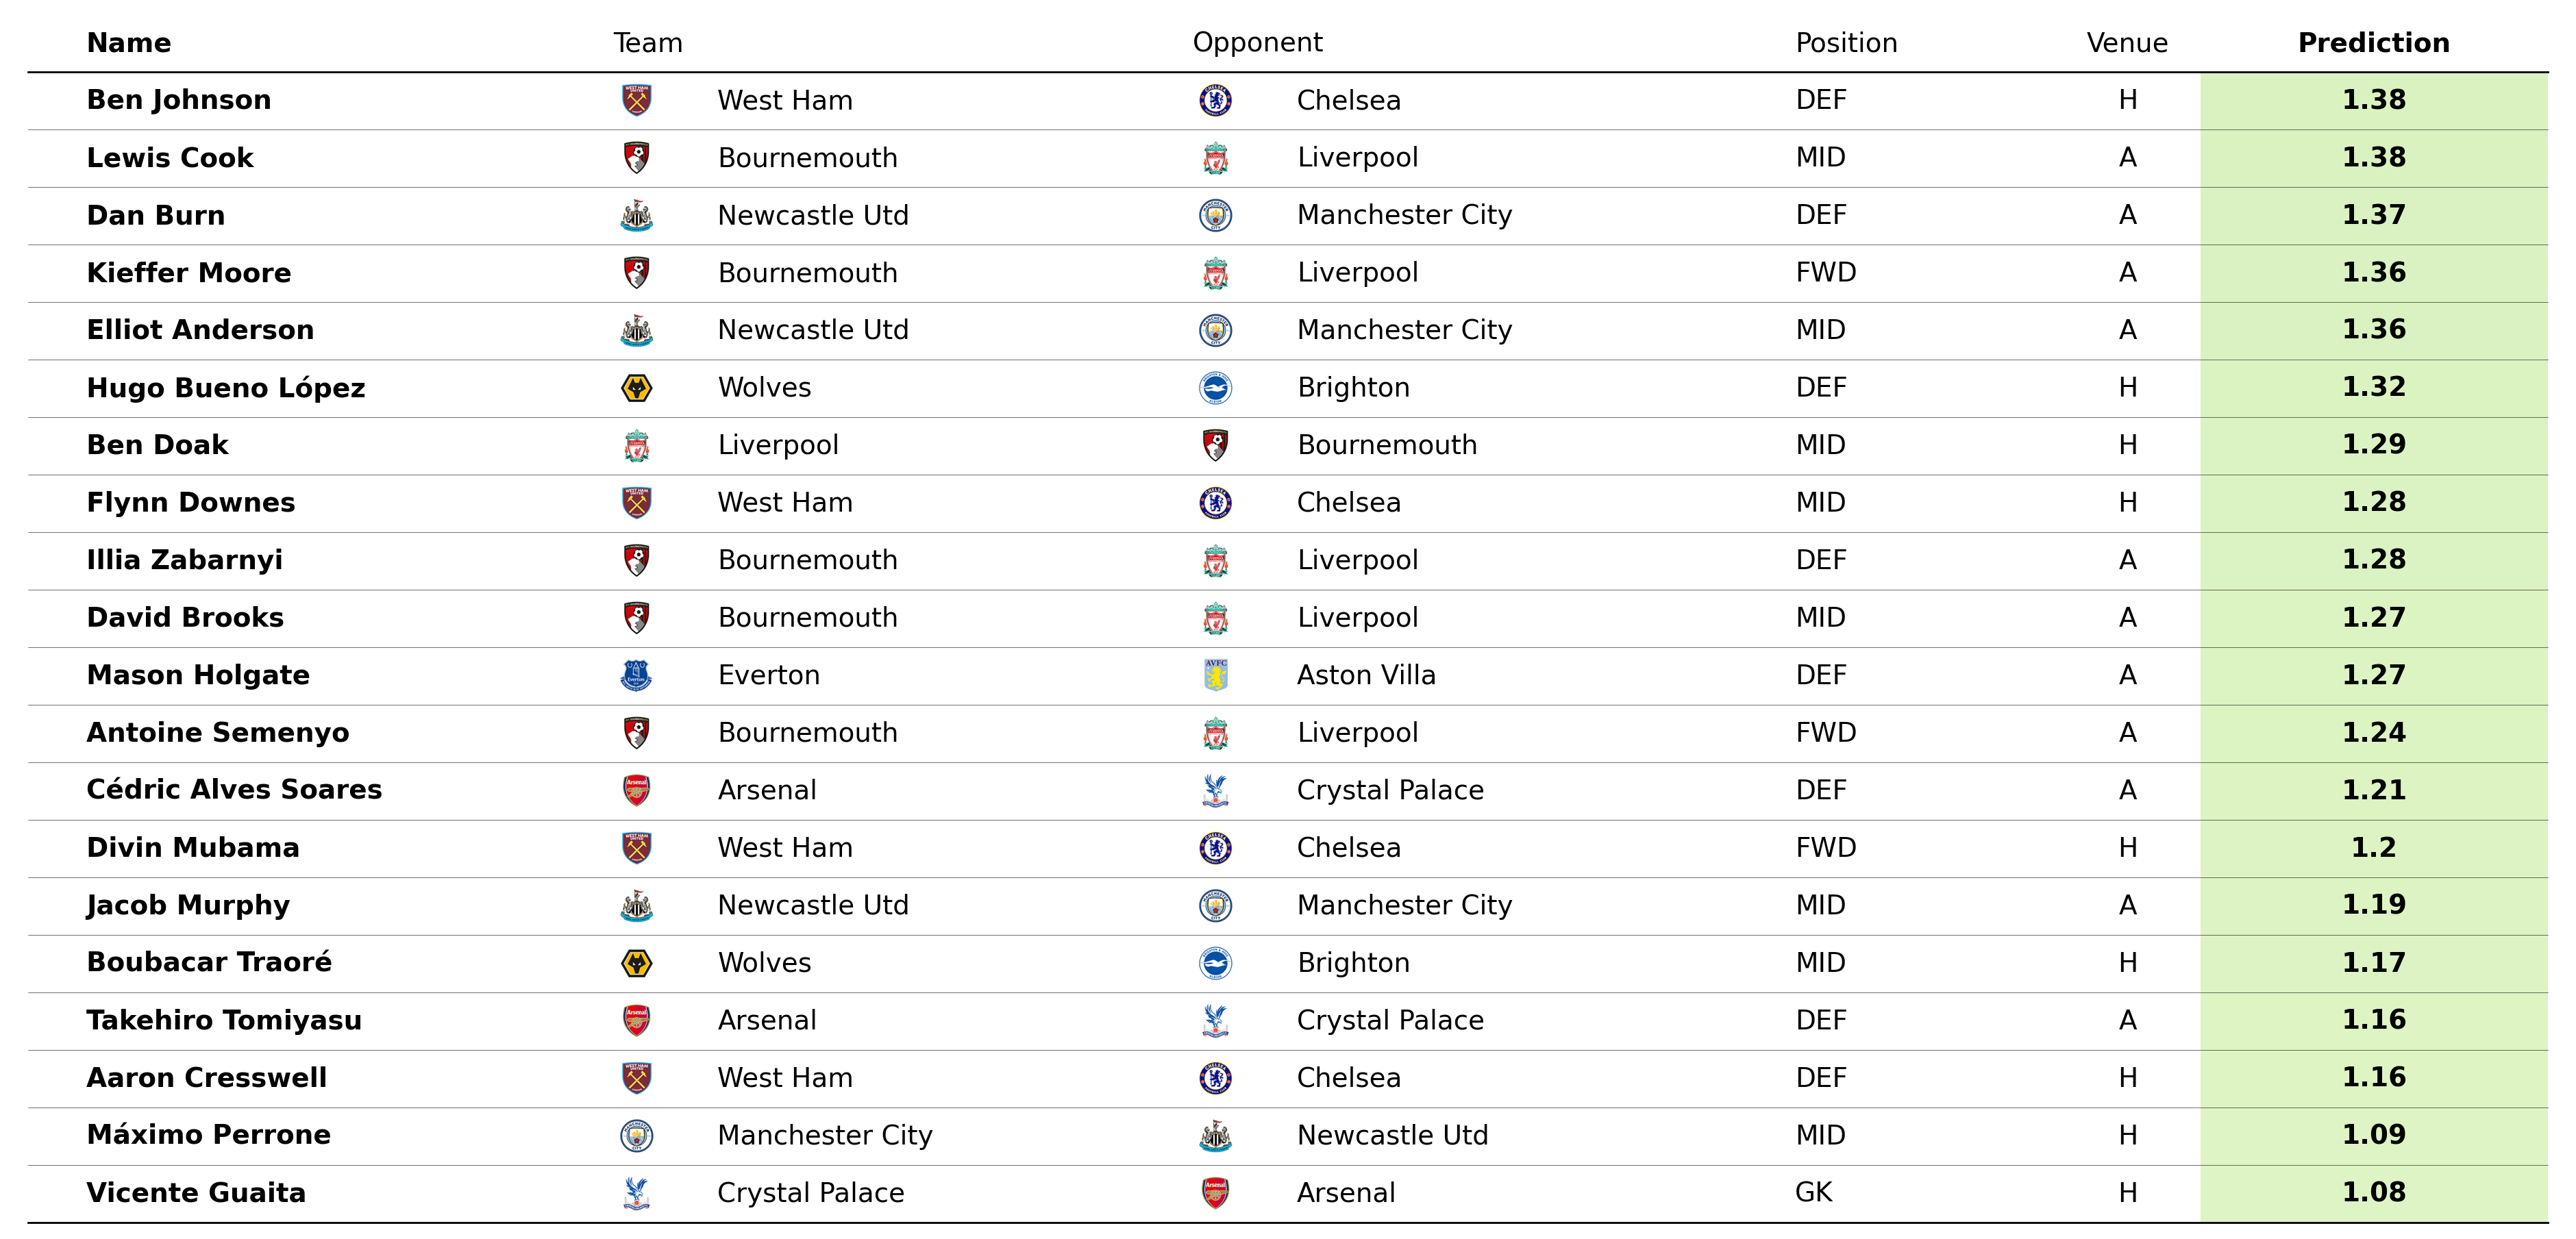 Name Team Opponent Position Venue Prediction
Ben Johnson West Ham Chelsea DEF H 1.38
Lewis Cook Bournemouth Liverpool MID A 1.38
Dan Burn Newcastle Utd Manchester City DEF A 1.37
Kieffer Moore Bournemouth Liverpool FWD A 1.36
Elliot Anderson Newcastle Utd Manchester City MID A 1.36
Hugo Bueno López Wolves Brighton DEF H 1.32
Ben Doak Liverpool Bournemouth MID H 1.29
Flynn Downes West Ham Chelsea MID H 1.28
Illia Zabarnyi Bournemouth Liverpool DEF A 1.28
David Brooks Bournemouth Liverpool MID A 1.27
Mason Holgate Everton Aston Villa DEF A 1.27
Antoine Semenyo Bournemouth Liverpool FWD A 1.24
Cédric Alves Soares Arsenal Crystal Palace DEF A 1.21
Divin Mubama West Ham Chelsea FWD H 1.2
Jacob Murphy Newcastle Utd Manchester City MID A 1.19
Boubacar Traoré Wolves Brighton MID H 1.17
Takehiro Tomiyasu Arsenal Crystal Palace DEF A 1.16
Aaron Cresswell West Ham Chelsea DEF H 1.16
Máximo Perrone Manchester City Newcastle Utd MID H 1.09
Vicente Guaita Crystal Palace Arsenal GK H 1.08